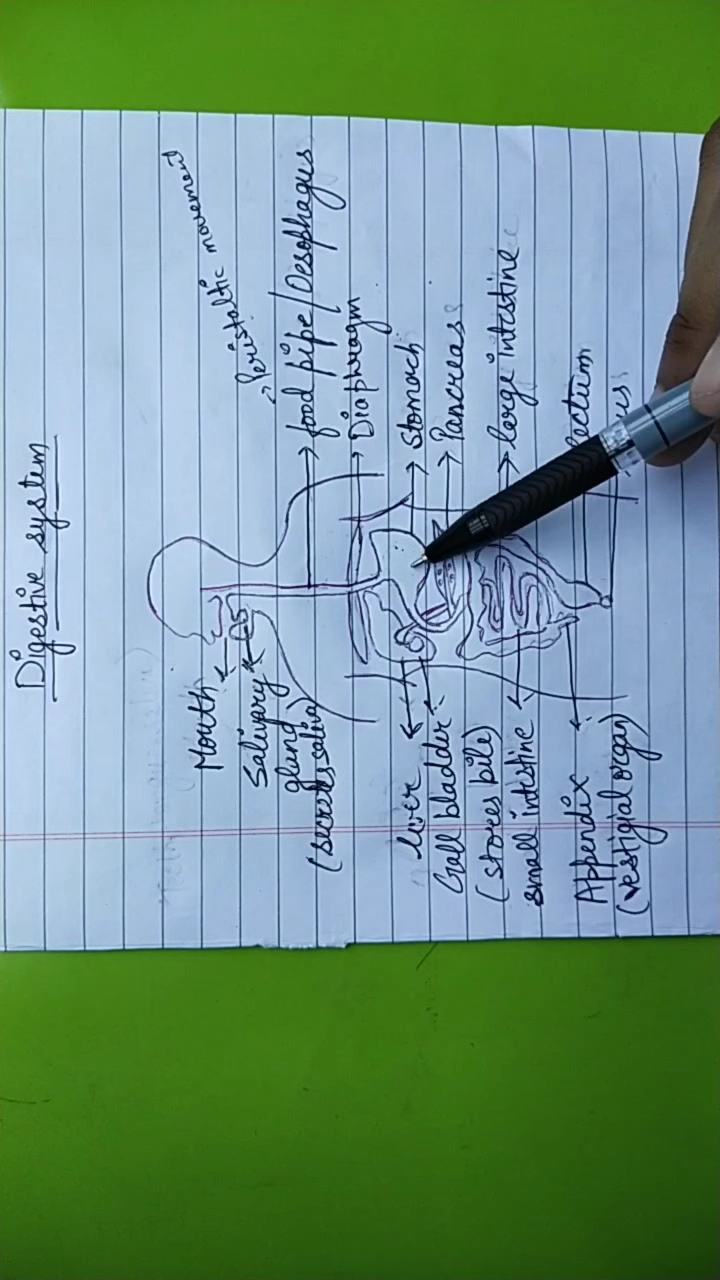 Digestive system
Peristaltic movement
food pipe/Oesophagus
Diaphragm
Stomach
Pancreas
large intestine
Mouth
Salivary
gland
(secretes saliva)
liver
Gall bladder
(stores bile)
small intestine
Appendix
(vestigial organ)